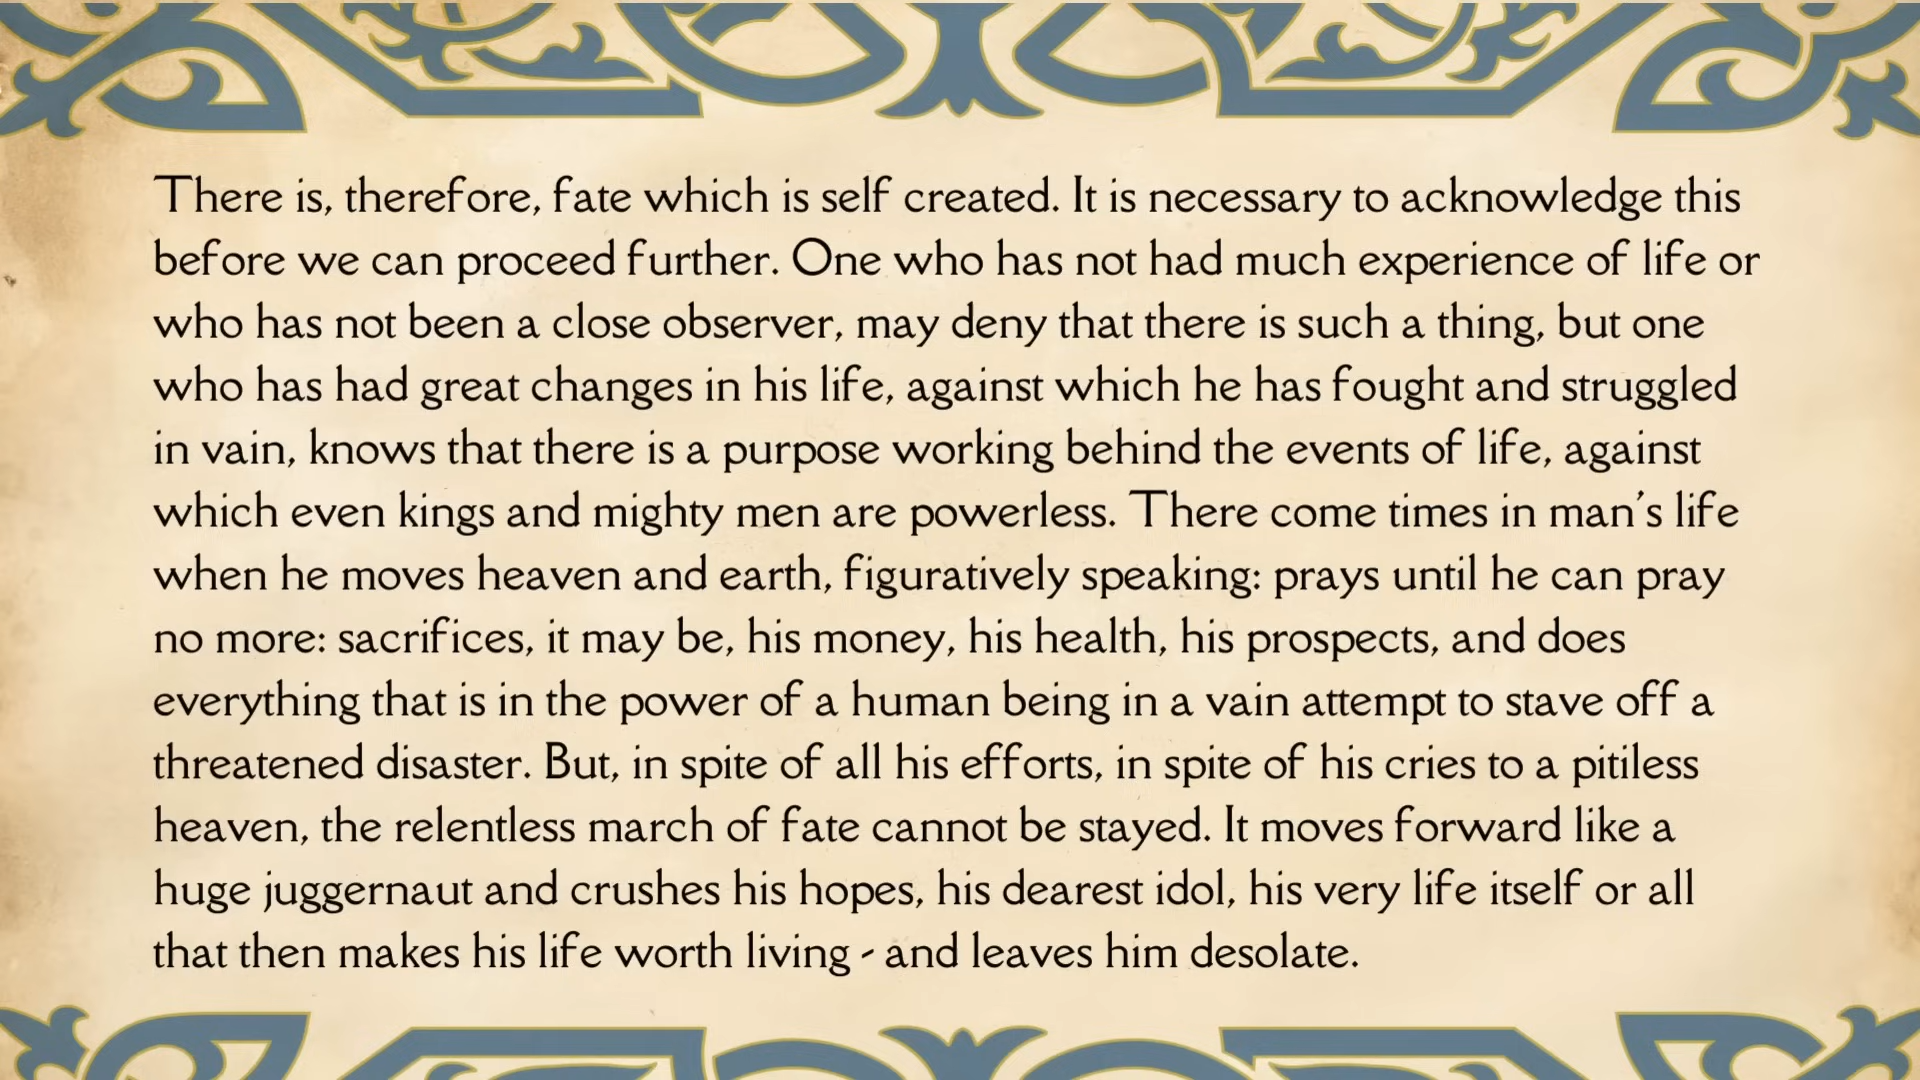 There is, therefore, fate which is self created. It is necessary to acknowledge this
before we can proceed further. One who has not had much experience of life or
who has not been a close observer, may deny that there is such a thing, but one
who has had great changes in his life, against which he has fought and struggled
in vain, knows that there is a purpose working behind the events of life, against
which even kings and mighty men are powerless. There come times in man's life
when he moves heaven and earth, figuratively speaking: prays until he can pray
no more: sacrifices, it may be, his money, his health, his prospects, and does
everything that is in the power of a human being in a vain attempt to stave off a
threatened disaster. But, in spite of all his efforts, in spite of his cries to a pitiless
heaven, the relentless march of fate cannot be stayed. It moves forward like a
huge juggernaut and crushes his hopes, his dearest idol, his very life itself or all
that then makes his life worth living - and leaves him desolate.